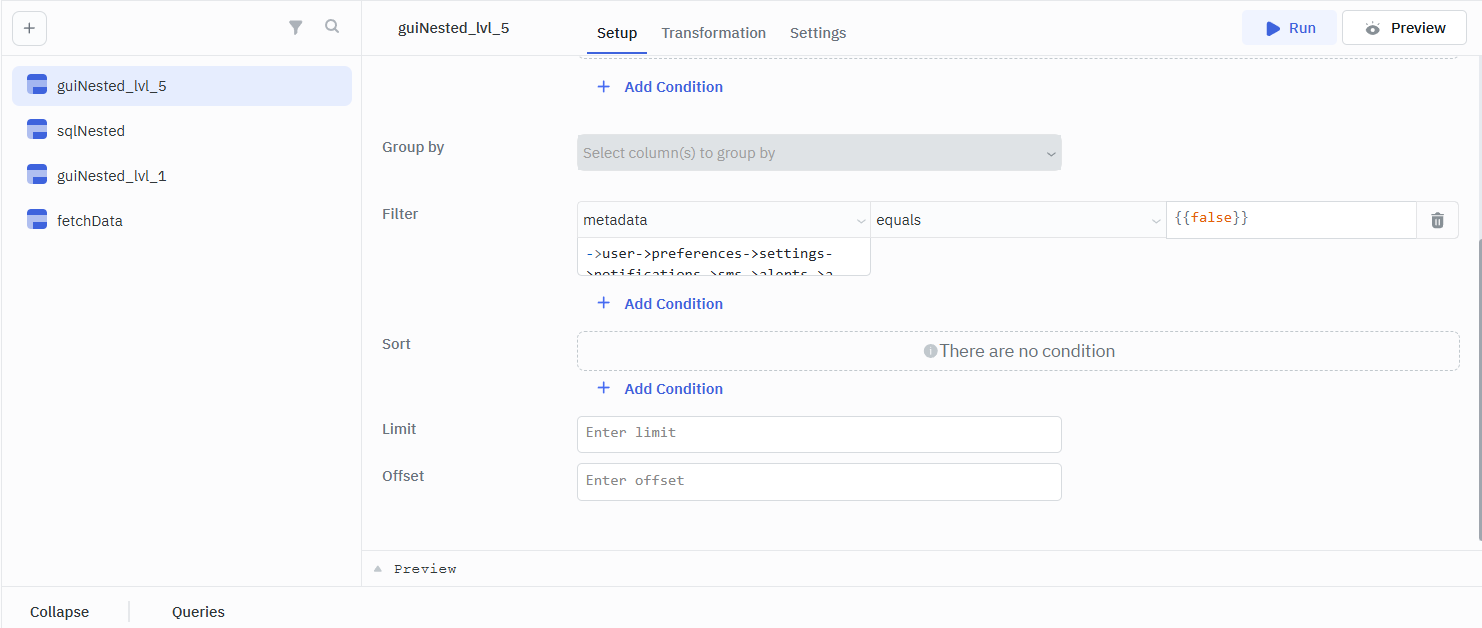 guiNested_lvl_5
Setup
Transformation
Settings
Run
Preview
guiNested_lvl_5
sqlNested
guiNested_lvl_1
fetchData
Add Condition
Group by
Select column(s) to group by
Filter
metadata
equals
{{false}}
->user->preferences->settings-
>notifications->sms->alerts->a
Add Condition
Sort
There are no condition
Add Condition
Limit
Enter limit
Offset
Enter offset
Preview
Collapse
Queries